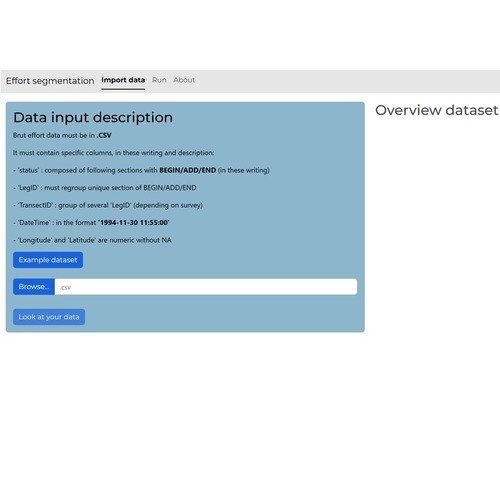 Effort segmentation Import data Run About
Data input description
Brut effort data must be in .CSV
It must contain specific columns, in these writing and description:
- 'status' : composed of following sections with BEGIN/ADD/END (in these writing)
- 'LegID' : must regroup unique section of BEGIN/ADD/END
- 'TransectID' : group of several 'LegID' (depending on survey)
- 'DateTime' : in the format '1994-11-30 11:55:00'
- 'Longitude' and 'Latitude' are numeric without NA
Example dataset
Browse... .csv
Look at your data
Overview dataset